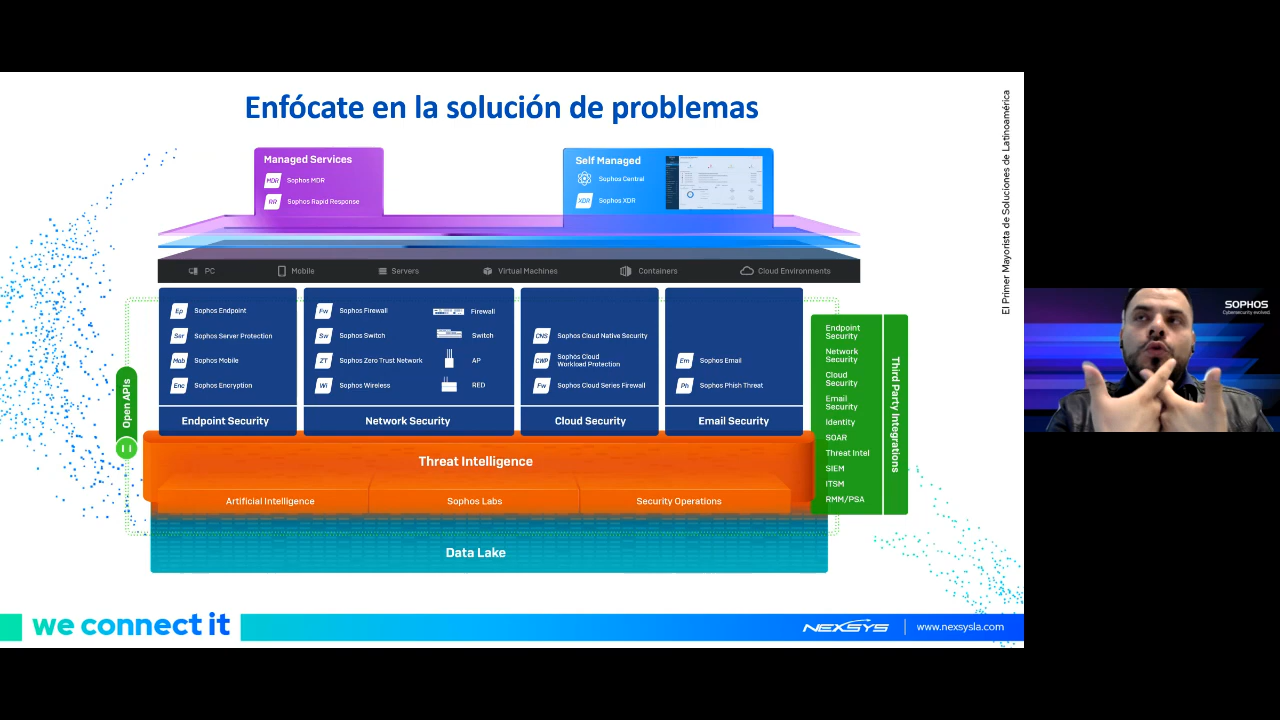 Enfócate en la solución de problemas
El Primer Mayorista de Soluciones de Latinoamérica
Managed Services
MDR Sophos MDR
RR Sophos Rapid Response
Self Managed
Sophos Central
XDR Sophos XDR
PC
Mobile
Servers
Virtual Machines
Containers
Cloud Environments
Open APIs
Ep Sophos Endpoint
Ser Sophos Server Protection
Mob Sophos Mobile
Enc Sophos Encryption
Endpoint Security
Fw Sophos Firewall
Firewall
Sw Sophos Switch
Switch
ZT Sophos Zero Trust Network
AP
Wi Sophos Wireless
RED
Network Security
CNS Sophos Cloud Native Security
CWP Sophos Cloud
Workload Protection
Fw Sophos Cloud Series Firewall
Cloud Security
Em Sophos Email
Ph Sophos Phish Threat
Email Security
Endpoint
Security
Network
Security
Cloud
Security
Email
Security
Identity
SOAR
Threat Intel
SIEM
ITSM
RMM/PSA
Third Party Integrations
Threat Intelligence
Artificial Intelligence
Sophos Labs
Security Operations
Data Lake
we connect it
NEXSYS
www.nexsysla.com
SOPHOS
Cybersecurity evolved.